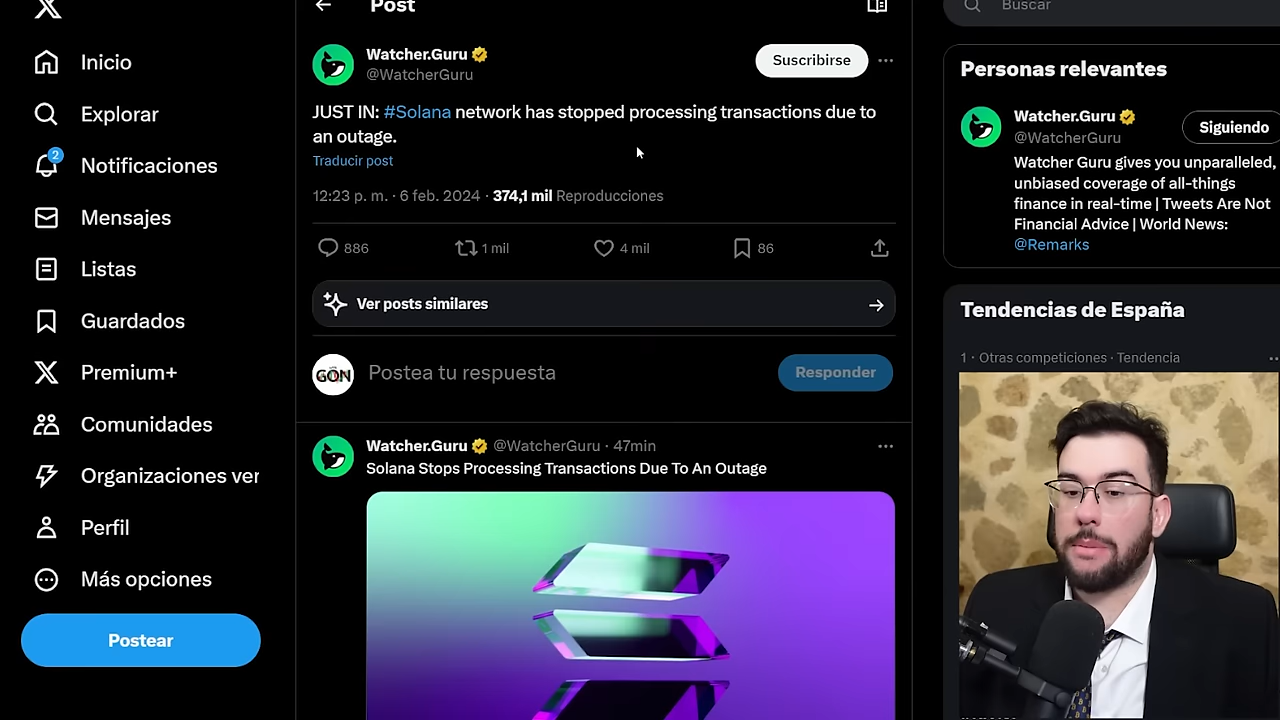 Post
Buscar
Inicio
Explorar
2
Notificaciones
Mensajes
Listas
Guardados
Premium+
Comunidades
Organizaciones ver
Perfil
Más opciones
Postear
Watcher.Guru
@WatcherGuru
Suscribirse
JUST IN: #Solana network has stopped processing transactions due to
an outage.
Traducir post
12:23 p. m. · 6 feb. 2024 · 374,1 mil Reproducciones
886
1 mil
4 mil
86
Ver posts similares
GON
Postea tu respuesta
Responder
Watcher.Guru @WatcherGuru · 47min
Solana Stops Processing Transactions Due To An Outage
Personas relevantes
Watcher.Guru
@WatcherGuru
Siguiendo
Watcher Guru gives you unparalleled,
unbiased coverage of all-things
finance in real-time | Tweets Are Not
Financial Advice | World News:
@Remarks
Tendencias de España
1 · Otras competiciones · Tendencia